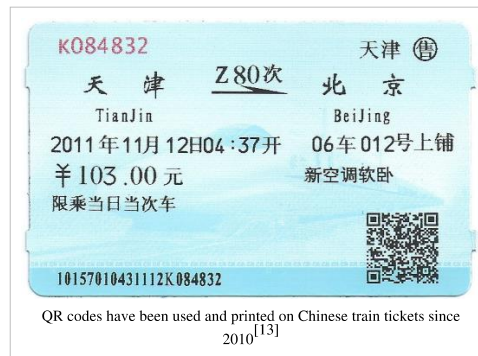 K084832 天津 售
天津 Z80次 北京
TianJin BeiJing
2011年11月12日04:37开 06车012号上铺
¥103.00元 新空调软卧
限乘当日当次车
10157010431112K084832
QR codes have been used and printed on Chinese train tickets since
2010[13]